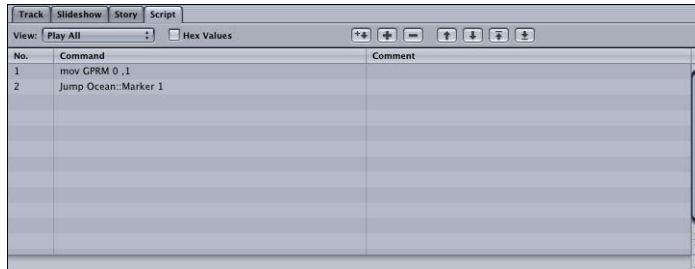 Track Slideshow Story Script
View: Play All Hex Values
No. Command Comment
1 mov GPRM 0 ,1
2 Jump Ocean::Marker 1